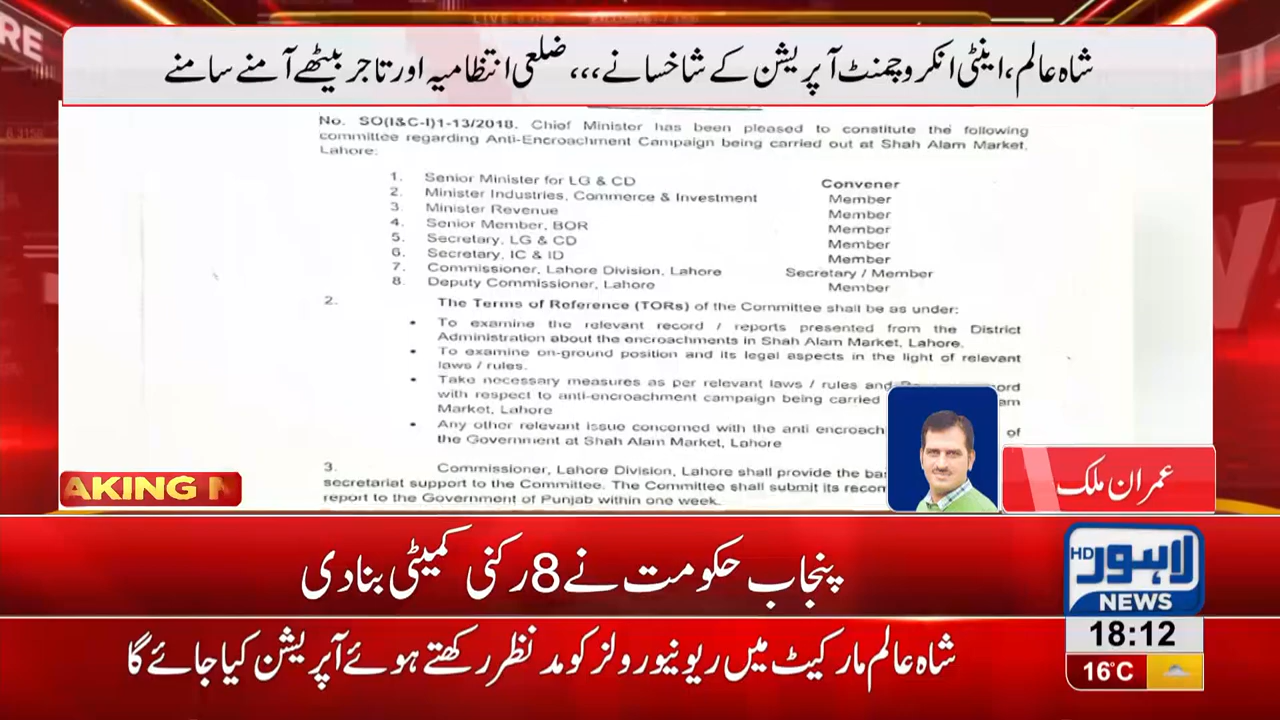 RE
شاہ عالم، اینٹی انکروچمنٹ آپریشن کے شاخسانے،،، ضلعی انتظامیہ اور تاجر بیٹھے آمنے سامنے
No. SO(I&C-I)1-13/2018. Chief Minister has been pleased to constitute the following
committee regarding Anti-Encroachment Campaign being carried out at Shah Alam Market,
Lahore:
1. Senior Minister for LG & CD Convener
2. Minister Industries, Commerce & Investment Member
3. Minister Revenue Member
4. Senior Member, BOR Member
5. Secretary, LG & CD Member
6. Secretary, IC & ID Member
7. Commissioner, Lahore Division, Lahore Secretary / Member
8. Deputy Commissioner, Lahore Member
2. The Terms of Reference (TORs) of the Committee shall be as under:
• To examine the relevant record / reports presented from the District
Administration about the encroachments in Shah Alam Market, Lahore.
• To examine on-ground position and its legal aspects in the light of relevant
laws / rules.
• Take necessary measures as per relevant laws / rules and ord
with respect to anti-encroachment campaign being carried am
Market, Lahore
• Any other relevant issue concerned with the anti encroach of
the Government at Shah Alam Market, Lahore
3. Commissioner, Lahore Division, Lahore shall provide the bas
secretariat support to the Committee. The Committee shall submit its recom
report to the Government of Punjab within one week.
عمران ملک
AKING N
پنجاب حکومت نے 8 رکنی کمیٹی بنا دی
شاہ عالم مارکیٹ میں ریونیو رولز کو مدنظر رکھتے ہوئے آپریشن کیا جائے گا
HD
لاہور
NEWS
18:12
16°C